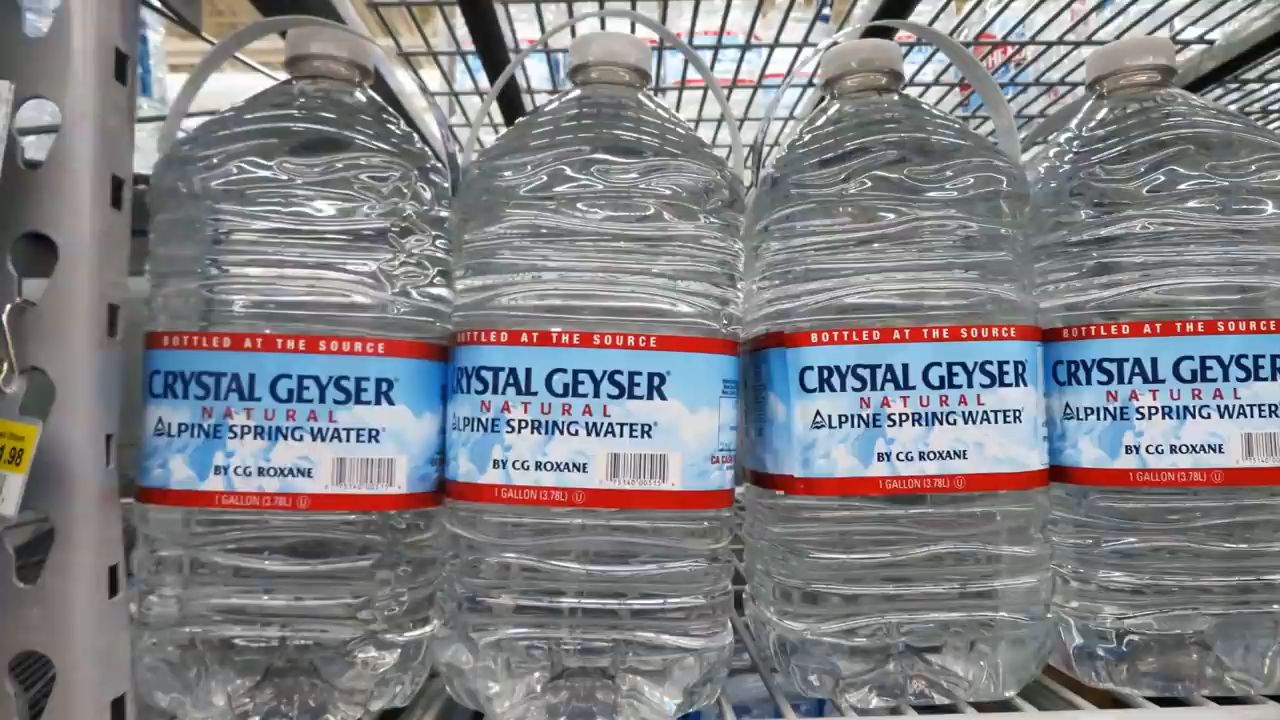 BOTTLED AT THE SOURCE
CRYSTAL GEYSER®
NATURAL
ALPINE SPRING WATER®
BY CG ROXANE
1 GALLON (3.78L) Ⓤ
BOTTLED AT THE SOURCE
RYSTAL GEYSER®
NATURAL
ALPINE SPRING WATER®
BY CG ROXANE
1 GALLON (3.78L) Ⓤ
BOTTLED AT THE SOURCE
CRYSTAL GEYSER®
NATURAL
ALPINE SPRING WATER®
BY CG ROXANE
1 GALLON (3.78L) Ⓤ
BOTTLED AT THE SOURCE
CRYSTAL GEYSER
NATURAL
ALPINE SPRING WATER
BY CG ROXANE
1 GALLON (3.78L) Ⓤ
1.98